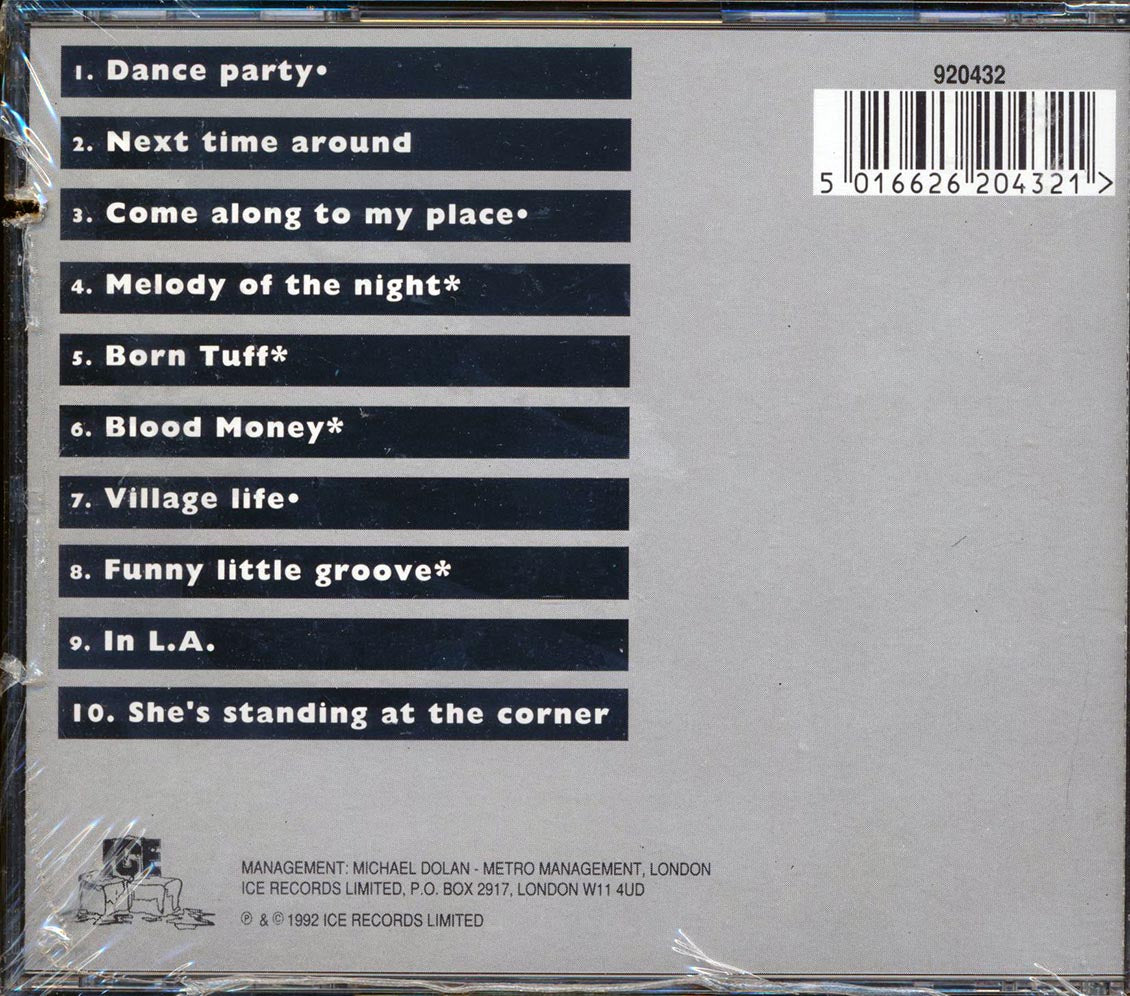 1. Dance party•
2. Next time around
3. Come along to my place•
4. Melody of the night*
5. Born Tuff*
6. Blood Money*
7. Village life•
8. Funny little groove*
9. In L.A.
10. She's standing at the corner
920432
5 016626 204321 >
ICE
MANAGEMENT: MICHAEL DOLAN - METRO MANAGEMENT, LONDON
ICE RECORDS LIMITED, P.O. BOX 2917, LONDON W11 4UD
℗ & © 1992 ICE RECORDS LIMITED